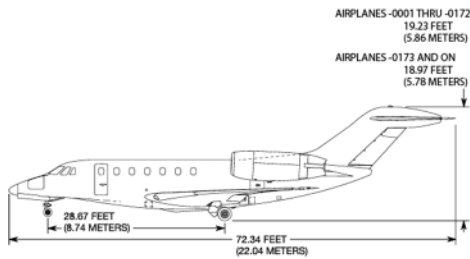 AIRPLANES -0001 THRU -0172
19.23 FEET
(5.86 METERS)
AIRPLANES -0173 AND ON
18.97 FEET
(5.78 METERS)
28.67 FEET
(8.74 METERS)
72.34 FEET
(22.04 METERS)